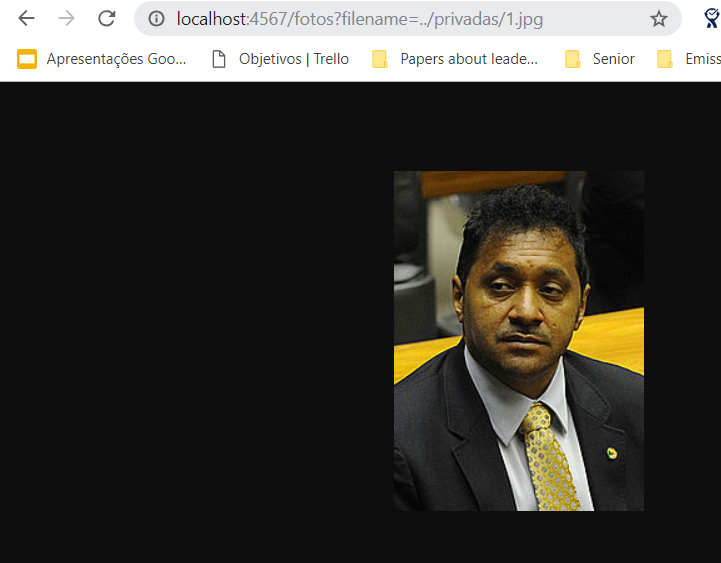 localhost:4567/fotos?filename=../privadas/1.jpg
Apresentações Goo... Objetivos | Trello Papers about leade... Senior Emiss